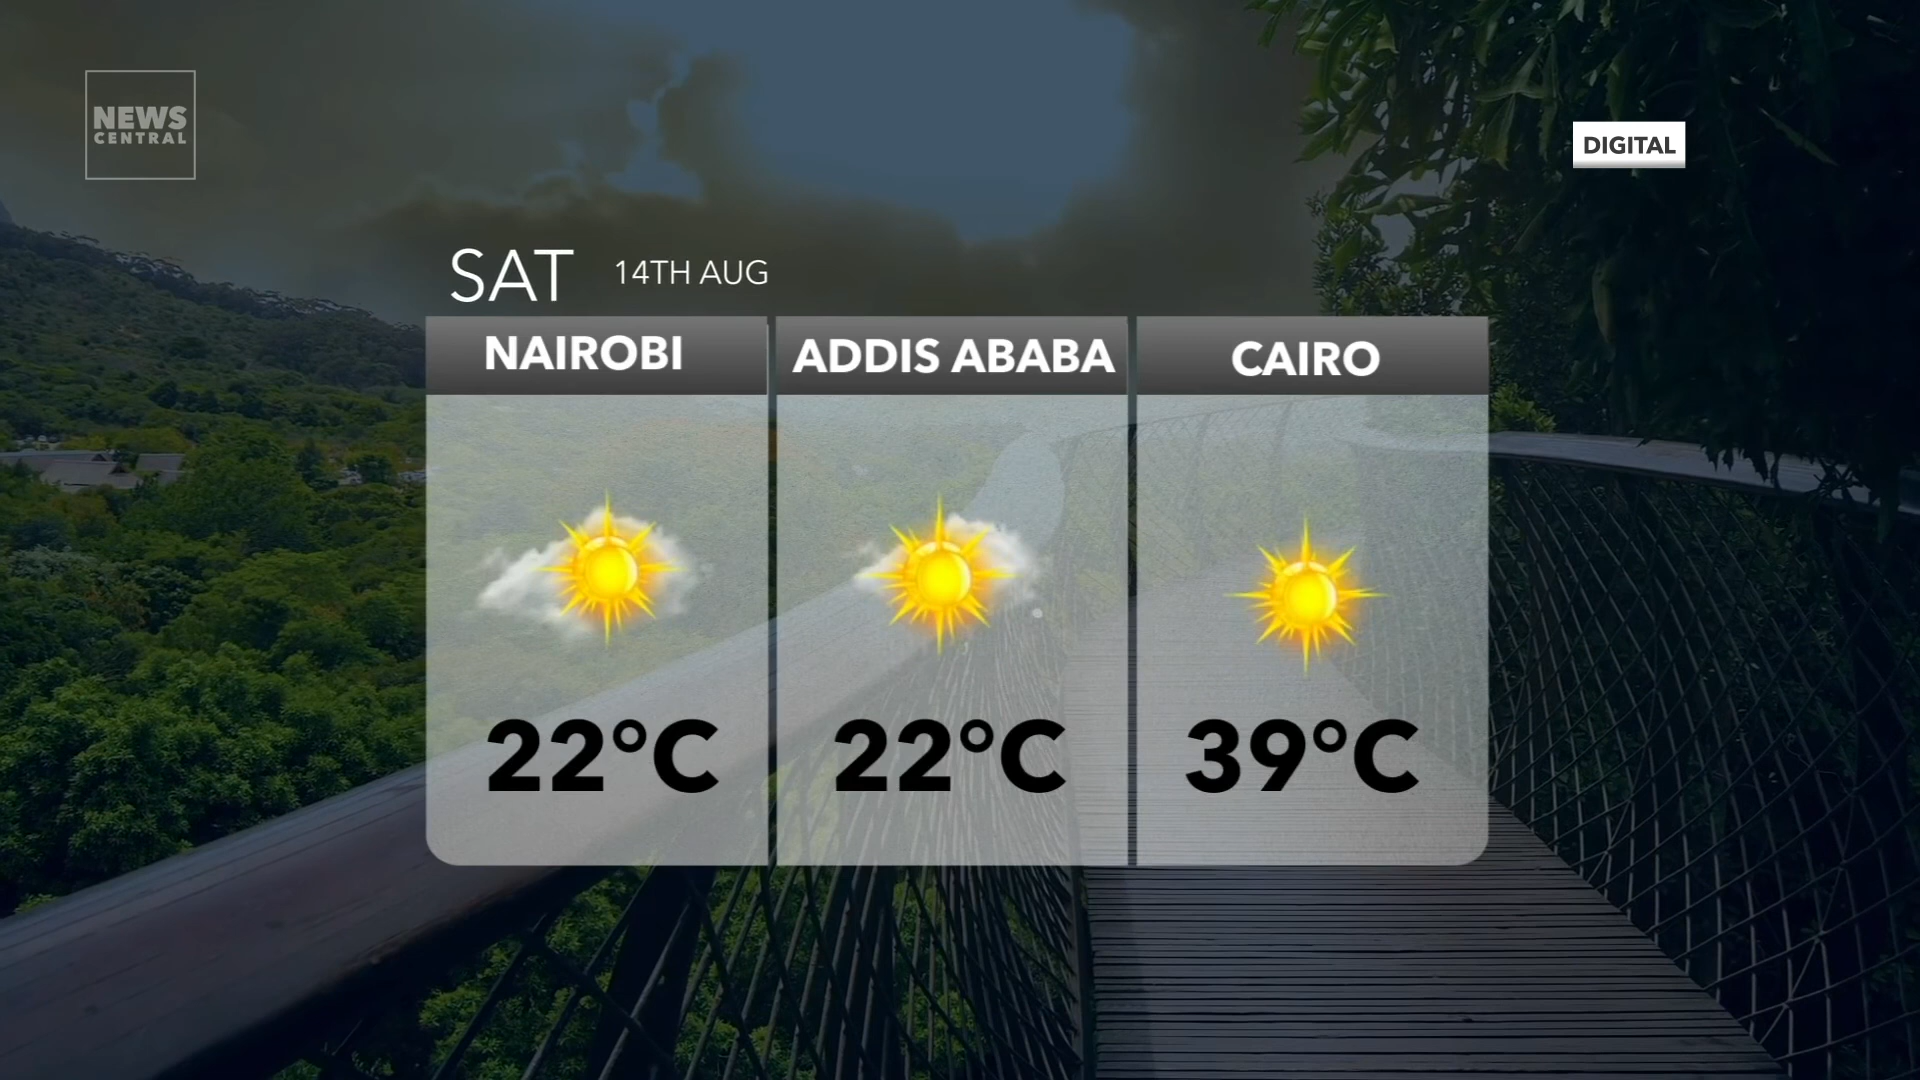 NEWS
CENTRAL
DIGITAL
SAT 14TH AUG
NAIROBI ADDIS ABABA CAIRO
22°C 22°C 39°C